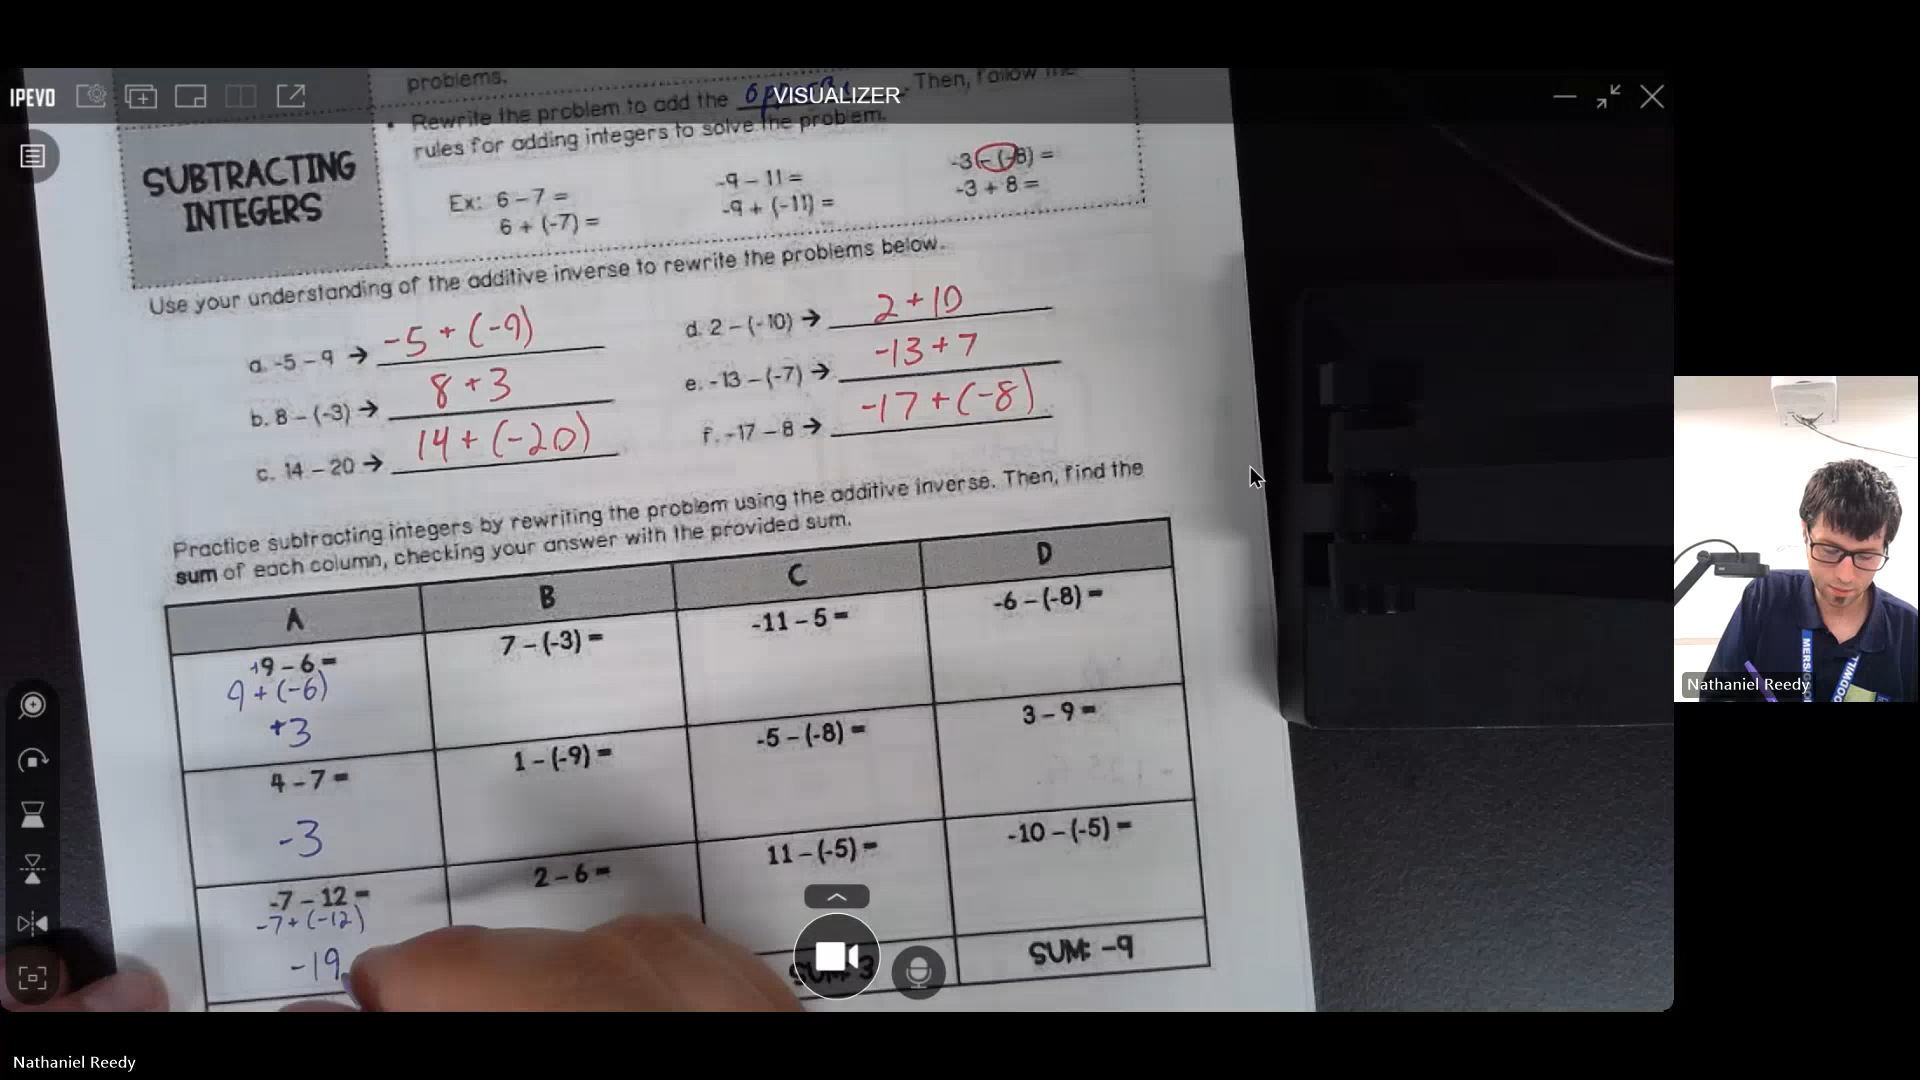 IPEVO
VISUALIZER
problems.
Rewrite the problem to add the opposite. Then, follow the
rules for adding integers to solve the problem.
SUBTRACTING
INTEGERS
Ex: 6 – 7 =
6 + (-7) =
-9 – 11 =
-9 + (-11) =
-3 – (-8) =
-3 + 8 =
Use your understanding of the additive inverse to rewrite the problems below.
a. -5 – 9 → -5 + (-9)
b. 8 – (-3) → 8 + 3
c. 14 – 20 → 14 + (-20)
d. 2 – (-10) → 2 + 10
e. -13 – (-7) → -13 + 7
f. -17 – 8 → -17 + (-8)
Practice subtracting integers by rewriting the problem using the additive inverse. Then, find the
sum of each column, checking your answer with the provided sum.
A
B
C
D
+9 – 6 =
9 + (-6)
+3
7 – (-3) =
-11 – 5 =
-6 – (-8) =
4 – 7 =
-3
1 – (-9) =
-5 – (-8) =
3 – 9 =
-7 – 12 =
-7 + (-12)
-19
2 – 6 =
11 – (-5) =
-10 – (-5) =
SUM: 3
SUM: -9
MERS/GO
OODWILL
Nathaniel Reedy
Nathaniel Reedy